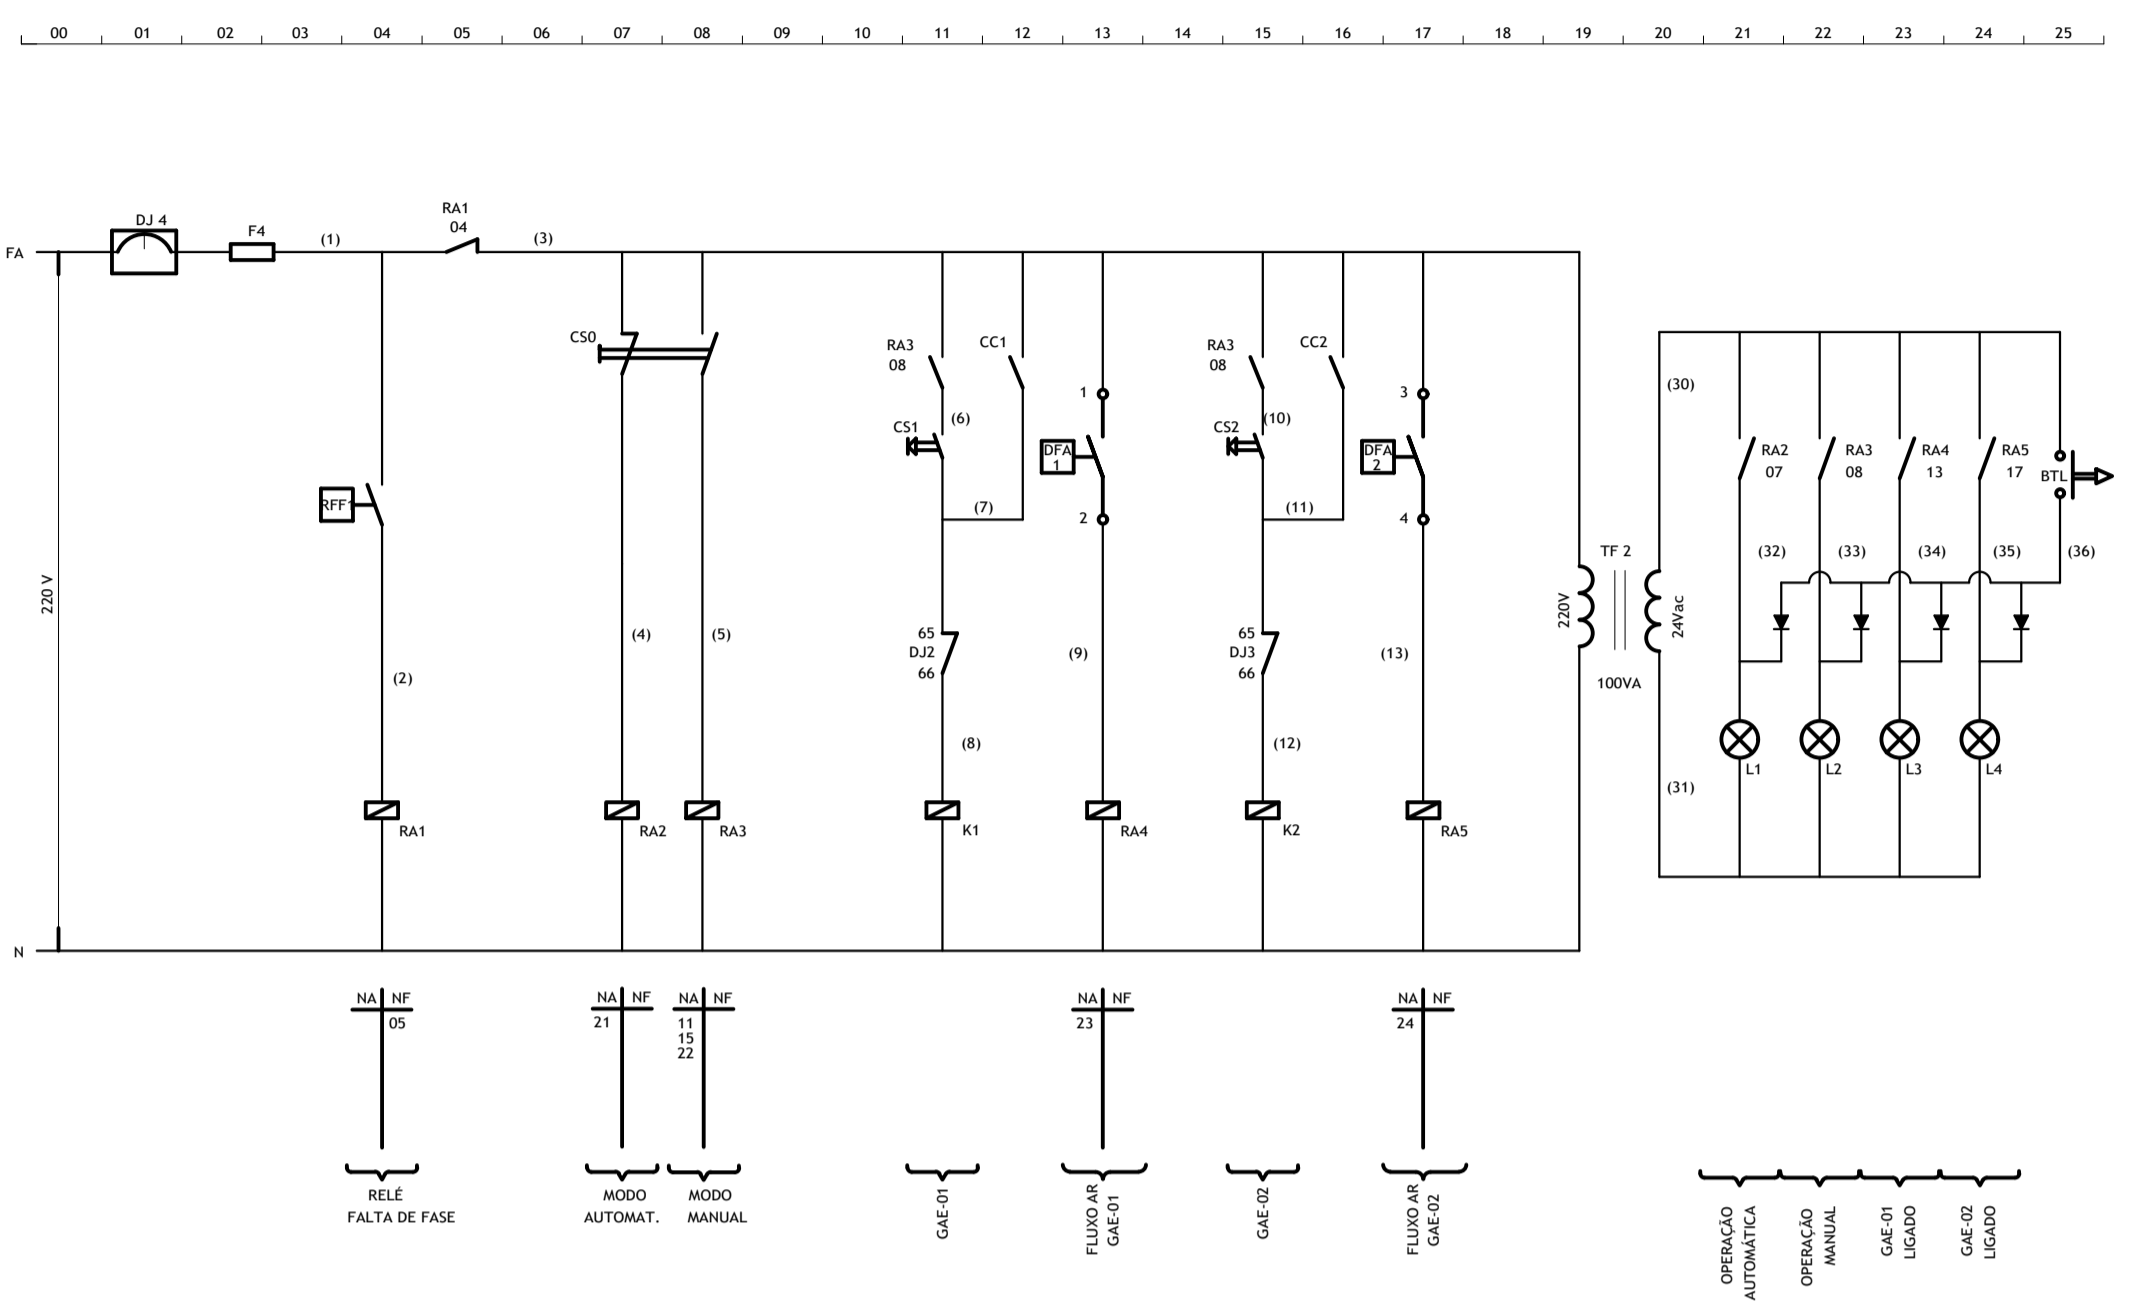 00 01 02 03 04 05 06 07 08 09 10 11 12 13 14 15 16 17 18 19 20 21 22 23 24 25
RA1
04
DJ 4
F4
(1)
(3)
FA
CS0
RA3
08
CC1
RA3
08
CC2
(30)
1
3
(6)
(10)
CS1
CS2
DFA
1
DFA
2
RA2
07
RA3
08
RA4
13
RA5
17
BTL
RFF1
(7)
(11)
2
4
TF 2
(32)
(33)
(34)
(35)
(36)
220 V
220V
24Vac
(4)
(5)
65
DJ2
66
(9)
65
DJ3
66
(13)
(2)
100VA
(8)
(12)
L1
L2
L3
L4
(31)
RA1
RA2
RA3
K1
RA4
K2
RA5
N
NA NF
05
NA NF
21
NA NF
11
15
22
NA NF
23
NA NF
24
RELÉ
FALTA DE FASE
MODO
AUTOMAT.
MODO
MANUAL
GAE-01
FLUXO AR
GAE-01
GAE-02
FLUXO AR
GAE-02
OPERAÇÃO
AUTOMÁTICA
OPERAÇÃO
MANUAL
GAE-01
LIGADO
GAE-02
LIGADO